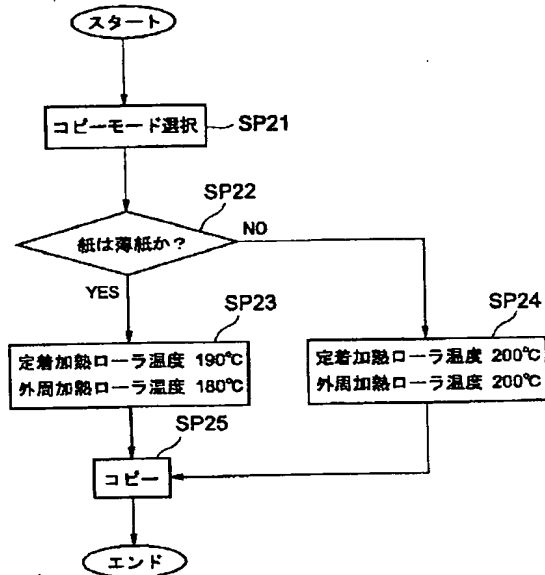 スタート
コピーモード選択
SP21
SP22
紙は薄紙か？
NO
YES
SP23
定着加熱ローラ温度 190℃
外周加熱ローラ温度 180℃
SP24
定着加熱ローラ温度 200℃
外周加熱ローラ温度 200℃
SP25
コピー
エンド